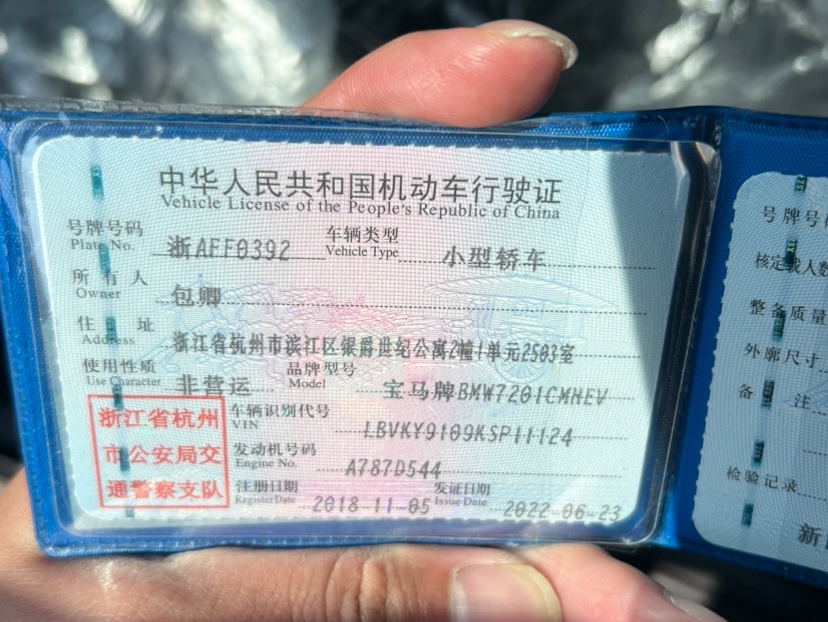 中华人民共和国机动车行驶证
Vehicle License of the People's Republic of China
号牌号码 浙AFF0392 车辆类型 小型轿车
Plate No. Vehicle Type
所有人 包卿
Owner
住址 浙江省杭州市滨江区银爵世纪公寓2幢1单元2503室
Address
使用性质 非营运 品牌型号 宝马牌BMW7201CMHEV
Use Character Model
浙江省杭州
市公安局交
通警察支队
车辆识别代号 LBVKY9109KSP11124
VIN
发动机号码 A787D544
Engine No.
注册日期 2018-11-05 发证日期 2022-06-23
Register Date Issue Date
号牌号
核定载人数
整备质量
外廓尺寸
备注
检验记录